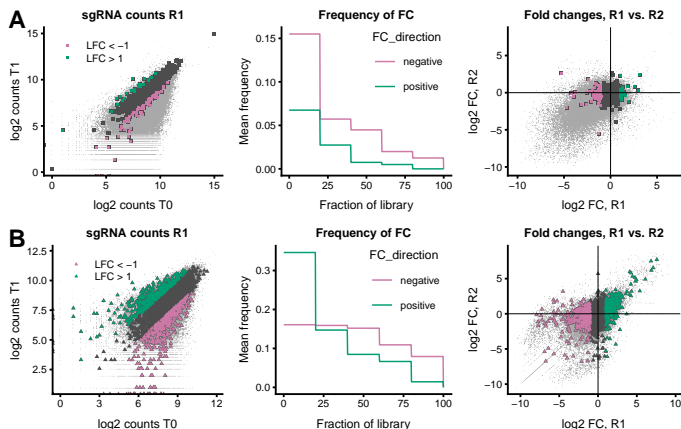 A
sgRNA counts R1
LFC < −1
LFC > 1
log2 counts T1
15
10
5
0
0
5
10
15
log2 counts T0
Frequency of FC
FC_direction
negative
positive
Mean frequency
0.15
0.10
0.05
0.00
0
20
40
60
80
100
Fraction of library
Fold changes, R1 vs. R2
log2 FC, R2
5
0
−5
−10
−10
−5
0
5
log2 FC, R1
B
sgRNA counts R1
LFC < −1
LFC > 1
log2 counts T1
12.5
10.0
7.5
5.0
2.5
0
3
6
9
12
log2 counts T0
Frequency of FC
FC_direction
negative
positive
Mean frequency
0.3
0.2
0.1
0.0
0
20
40
60
80
100
Fraction of library
Fold changes, R1 vs. R2
log2 FC, R2
10
5
0
−5
−10
−10
−5
0
5
10
log2 FC, R1